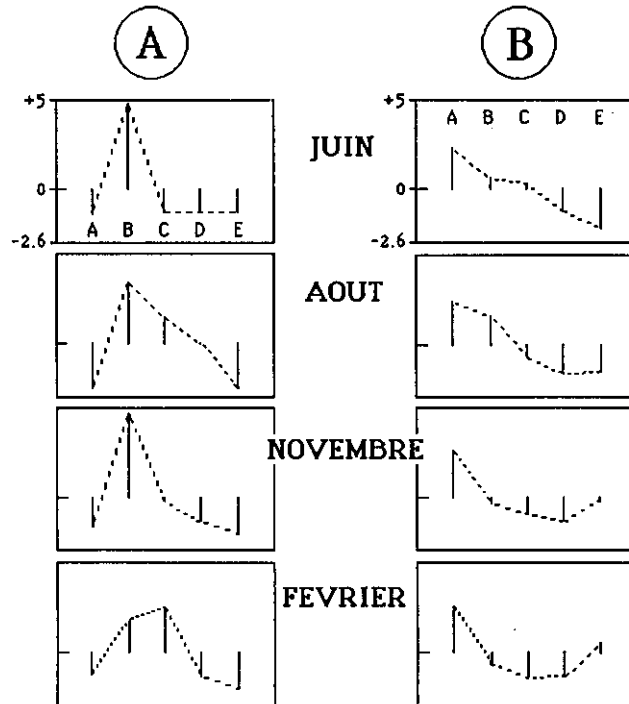 A B
+5 +5
A B C D E
JUIN
0 0
A B C D E
-2.6 -2.6
AOUT
NOVEMBRE
FEVRIER